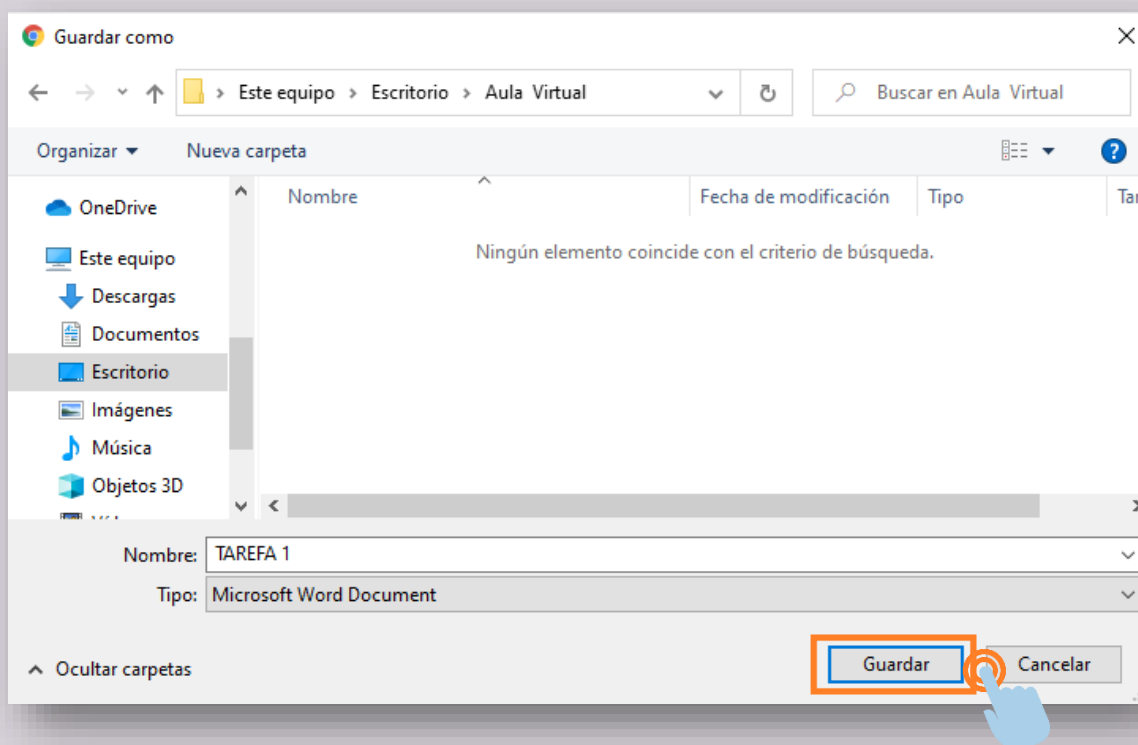 Guardar como
Este equipo > Escritorio > Aula Virtual
Buscar en Aula Virtual
Organizar
Nueva carpeta
?
Nombre
Fecha de modificación
Tipo
OneDrive
Este equipo
Descargas
Documentos
Escritorio
Imágenes
Música
Objetos 3D
Ningún elemento coincide con el criterio de búsqueda.
Nombre: TAREFA 1
Tipo: Microsoft Word Document
Ocultar carpetas
Guardar
Cancelar